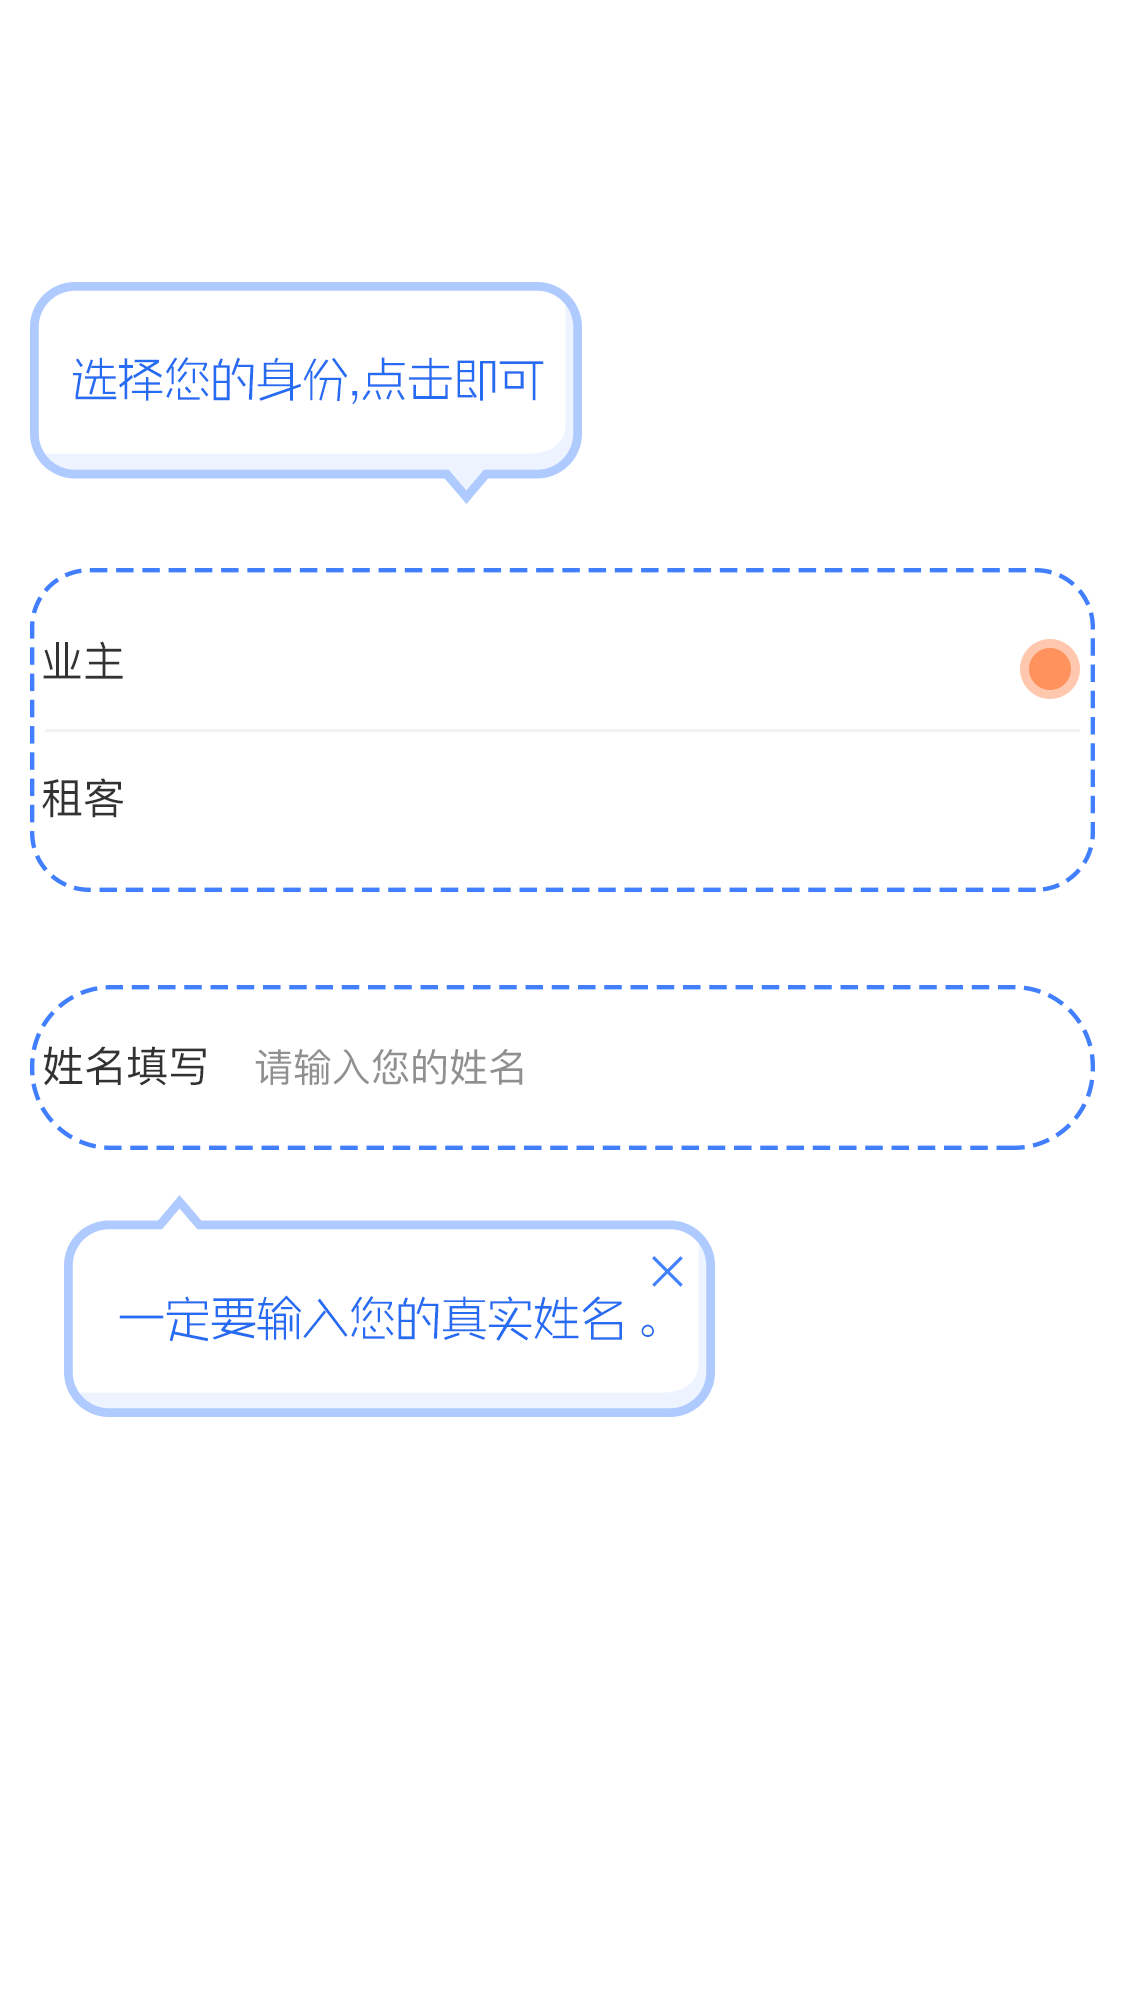 选择您的身份,点击即可
业主
租客
姓名填写 请输入您的姓名
一定要输入您的真实姓名。